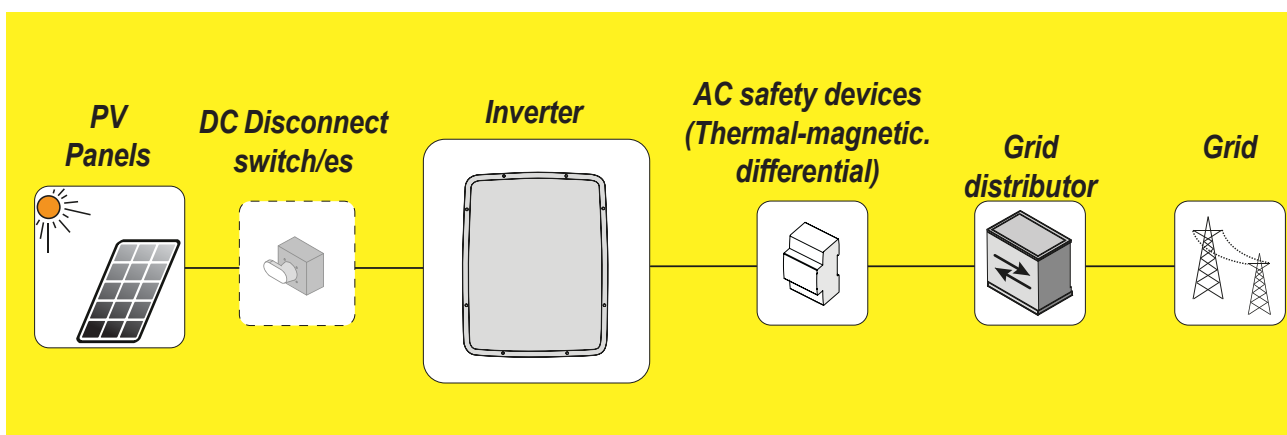 PV
Panels
DC Disconnect
switch/es
Inverter
AC safety devices
(Thermal-magnetic.
differential)
Grid
distributor
Grid